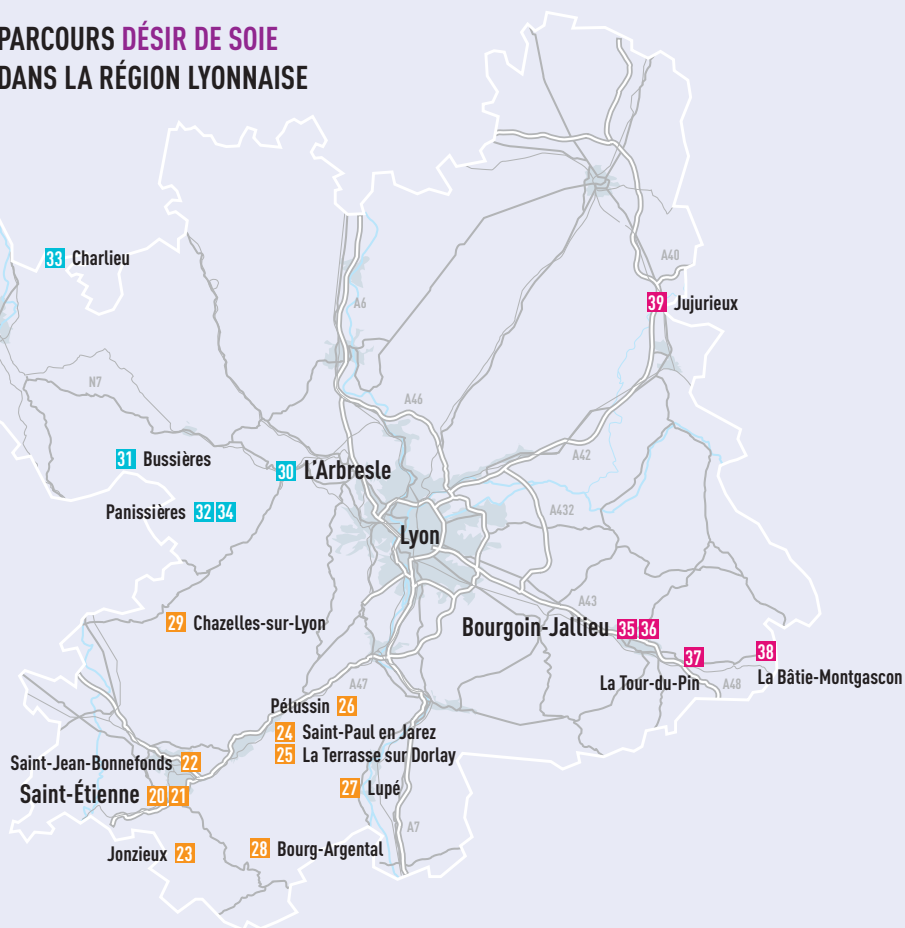 PARCOURS DÉSIR DE SOIE
DANS LA RÉGION LYONNAISE
33 Charlieu
A40
39 Jujurieux
A6
N7
A46
31 Bussières
30 L'Arbresle
A42
Panissières 32 34
A432
Lyon
A43
29 Chazelles-sur-Lyon
Bourgoin-Jallieu 35 36
37
38
La Tour-du-Pin
A48
La Bâtie-Montgascon
A47
Pélussin 26
24 Saint-Paul en Jarez
25 La Terrasse sur Dorlay
Saint-Jean-Bonnefonds 22
Saint-Étienne 20 21
27 Lupé
A7
Jonzieux 23
28 Bourg-Argental